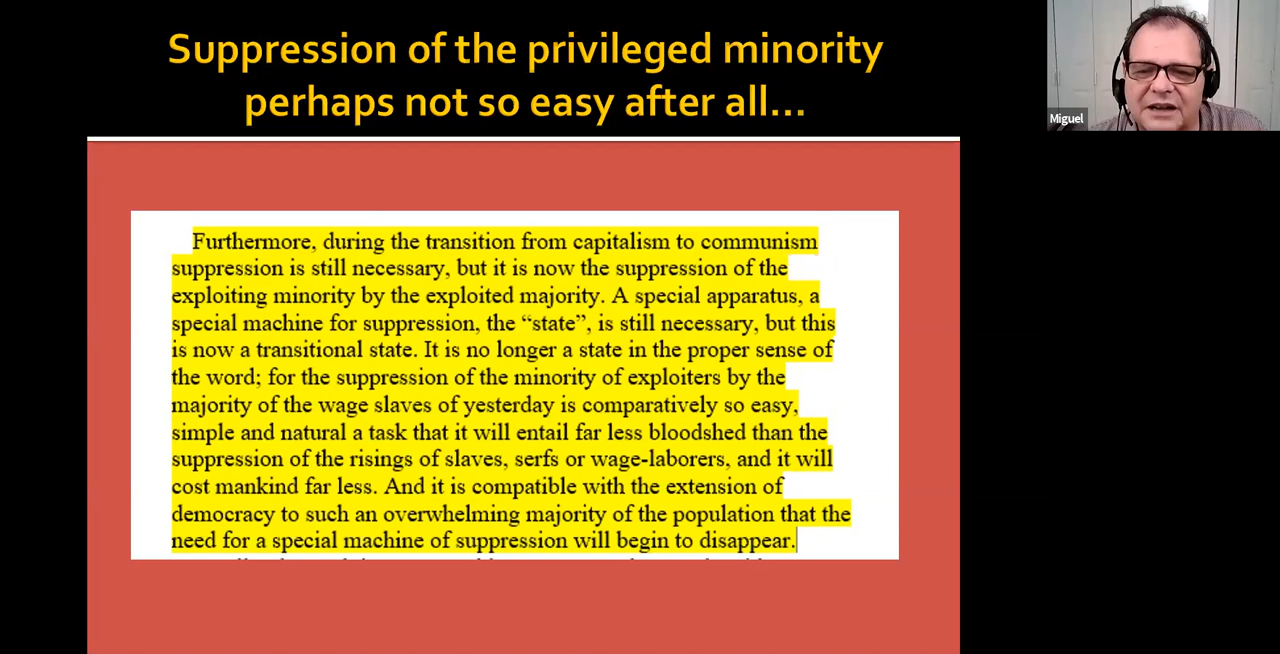 Suppression of the privileged minority
perhaps not so easy after all...
Miguel
Furthermore, during the transition from capitalism to communism
suppression is still necessary, but it is now the suppression of the
exploiting minority by the exploited majority. A special apparatus, a
special machine for suppression, the “state”, is still necessary, but this
is now a transitional state. It is no longer a state in the proper sense of
the word; for the suppression of the minority of exploiters by the
majority of the wage slaves of yesterday is comparatively so easy,
simple and natural a task that it will entail far less bloodshed than the
suppression of the risings of slaves, serfs or wage-laborers, and it will
cost mankind far less. And it is compatible with the extension of
democracy to such an overwhelming majority of the population that the
need for a special machine of suppression will begin to disappear.